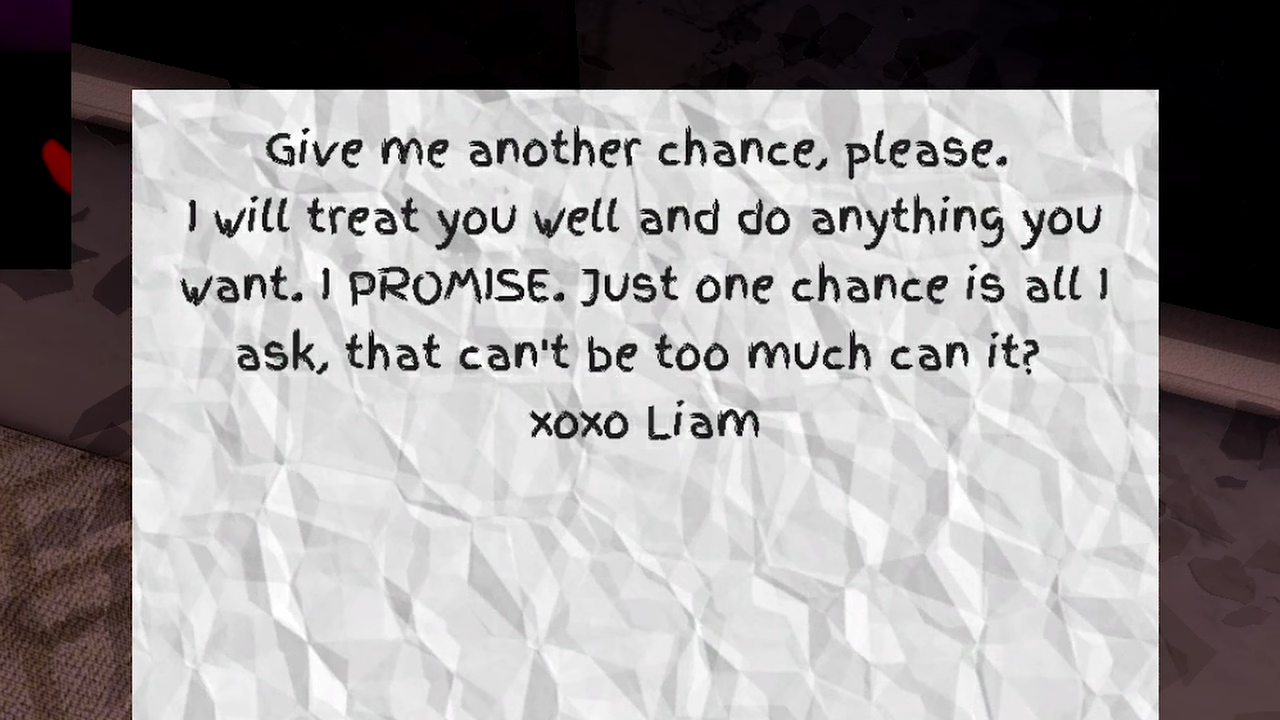 Give me another chance, please.
I will treat you well and do anything you
want. I PROMISE. Just one chance is all I
ask, that can't be too much can it?
xoxo Liam